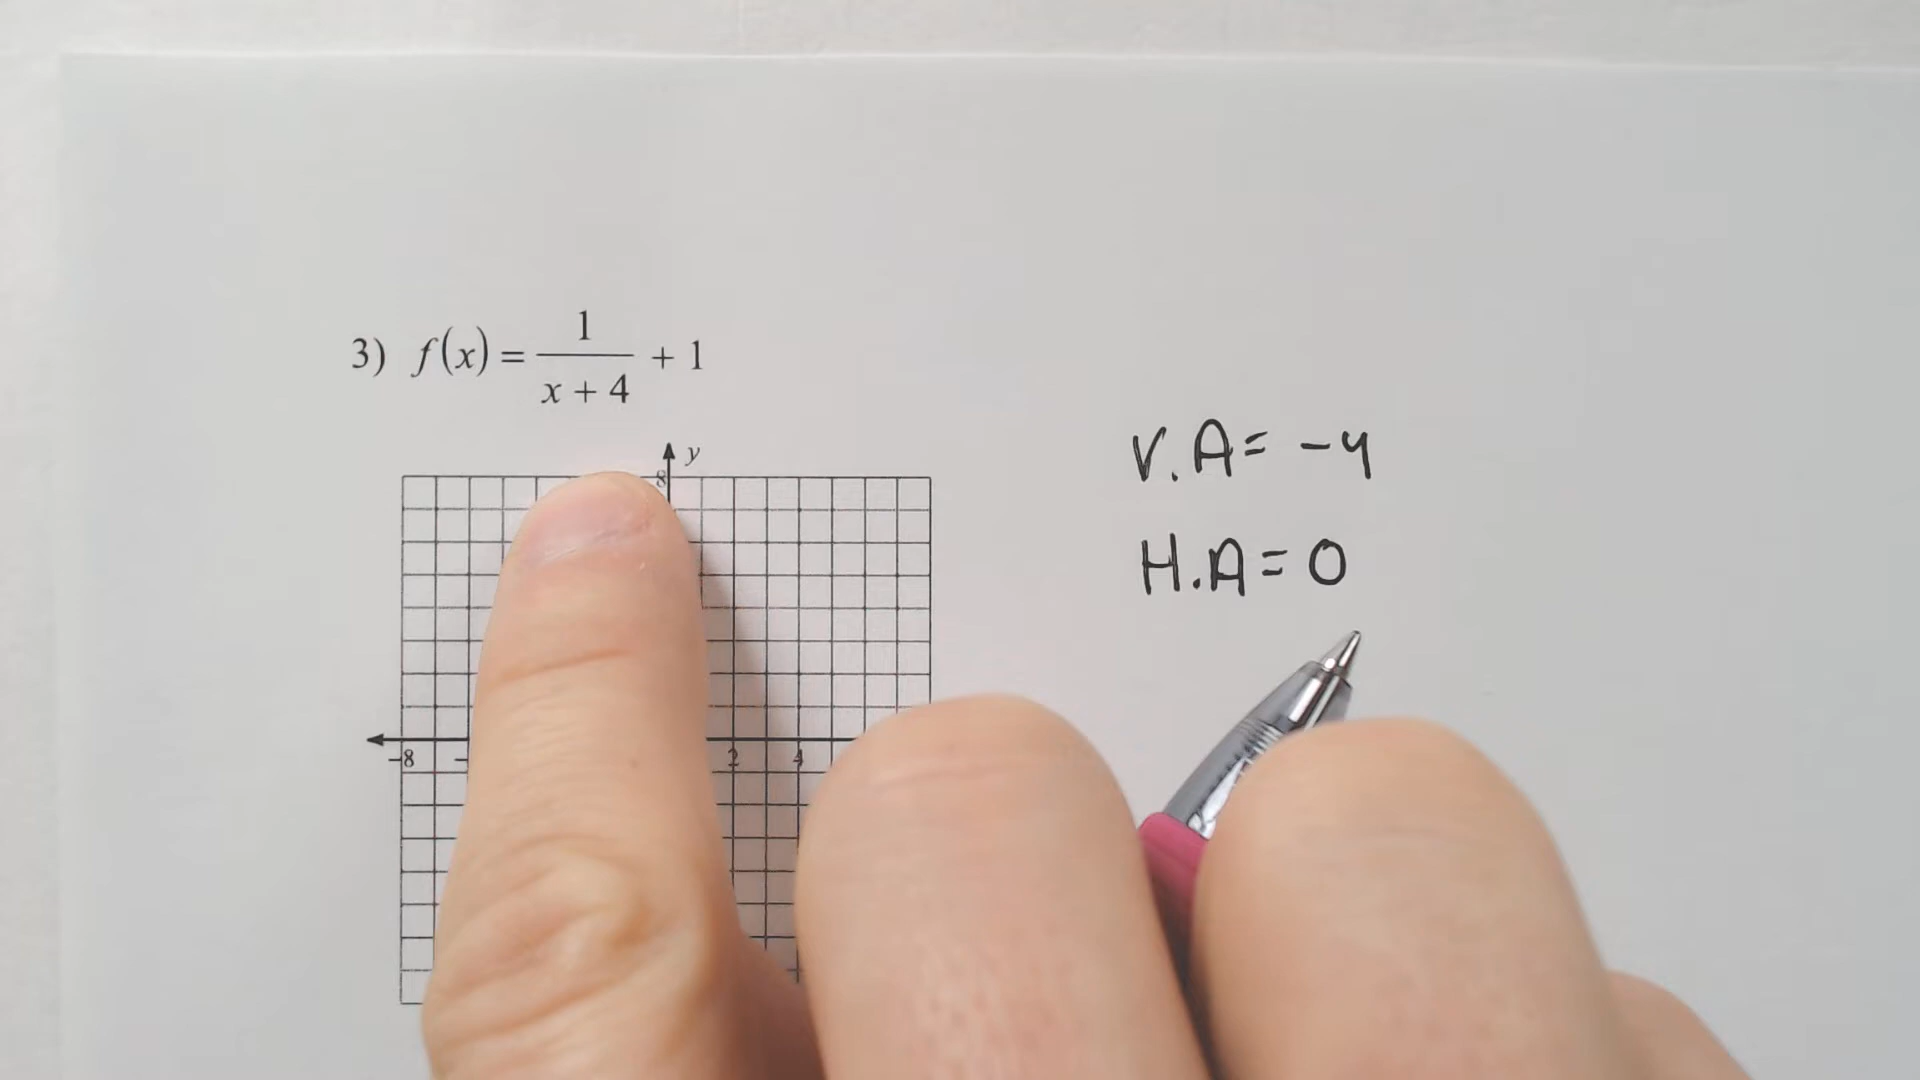 3) f(x) = 1/(x + 4) + 1
y
8
-8 2 4
V.A = -4
H.A = 0